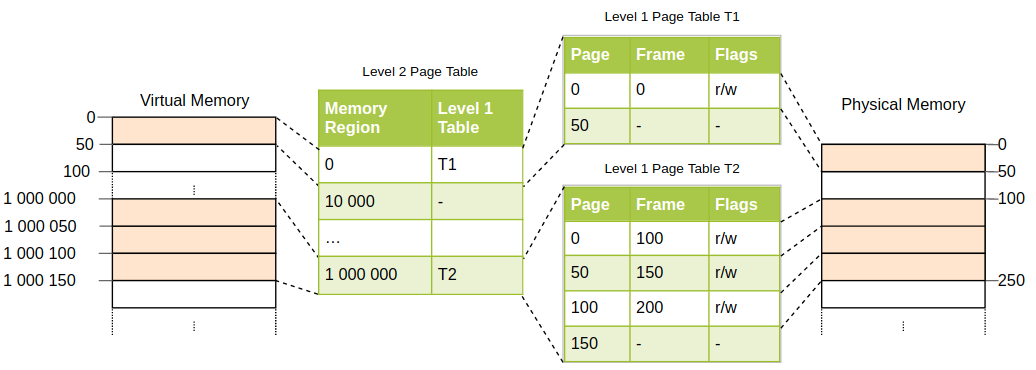 Level 1 Page Table T1
Page Frame Flags
0 0 r/w
50 - -
Level 2 Page Table
Memory Region Level 1 Table
0 T1
10 000 -
...
1 000 000 T2
Virtual Memory
0
50
100
1 000 000
1 000 050
1 000 100
1 000 150
Level 1 Page Table T2
Page Frame Flags
0 100 r/w
50 150 r/w
100 200 r/w
150 - -
Physical Memory
0
50
100
250